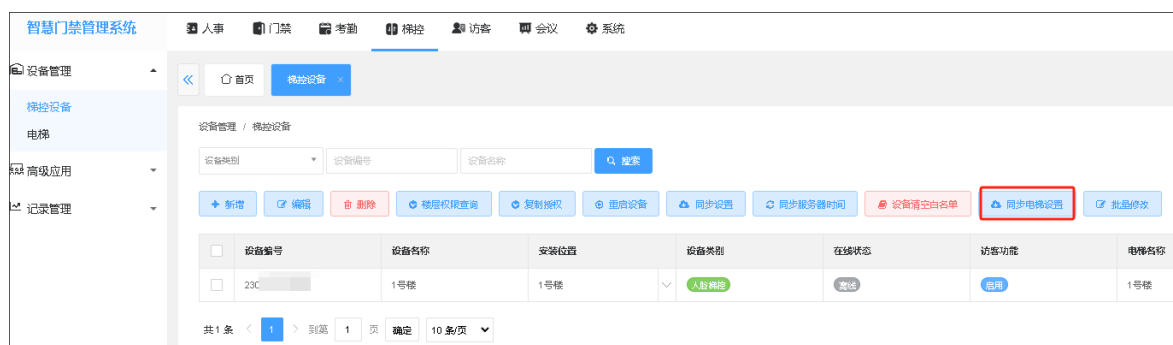 智慧门禁管理系统 人事 门禁 考勤 梯控 访客 会议 系统
设备管理
首页 梯控设备 ×
梯控设备
电梯
高级应用
记录管理
设备管理 / 梯控设备
设备类别 设备编号 设备名称 搜索
+ 新增 编辑 删除 楼层权限查询 复制授权 重启设备 同步设置 同步服务器时间 设备清空白名单 同步电梯设置 批量修改
设备编号 设备名称 安装位置 设备类别 在线状态 访客功能 电梯名称
230 1号楼 1号楼 人脸梯控 离线 启用 1号楼
共1条 < 1 > 到第 1 页 确定 10 条/页